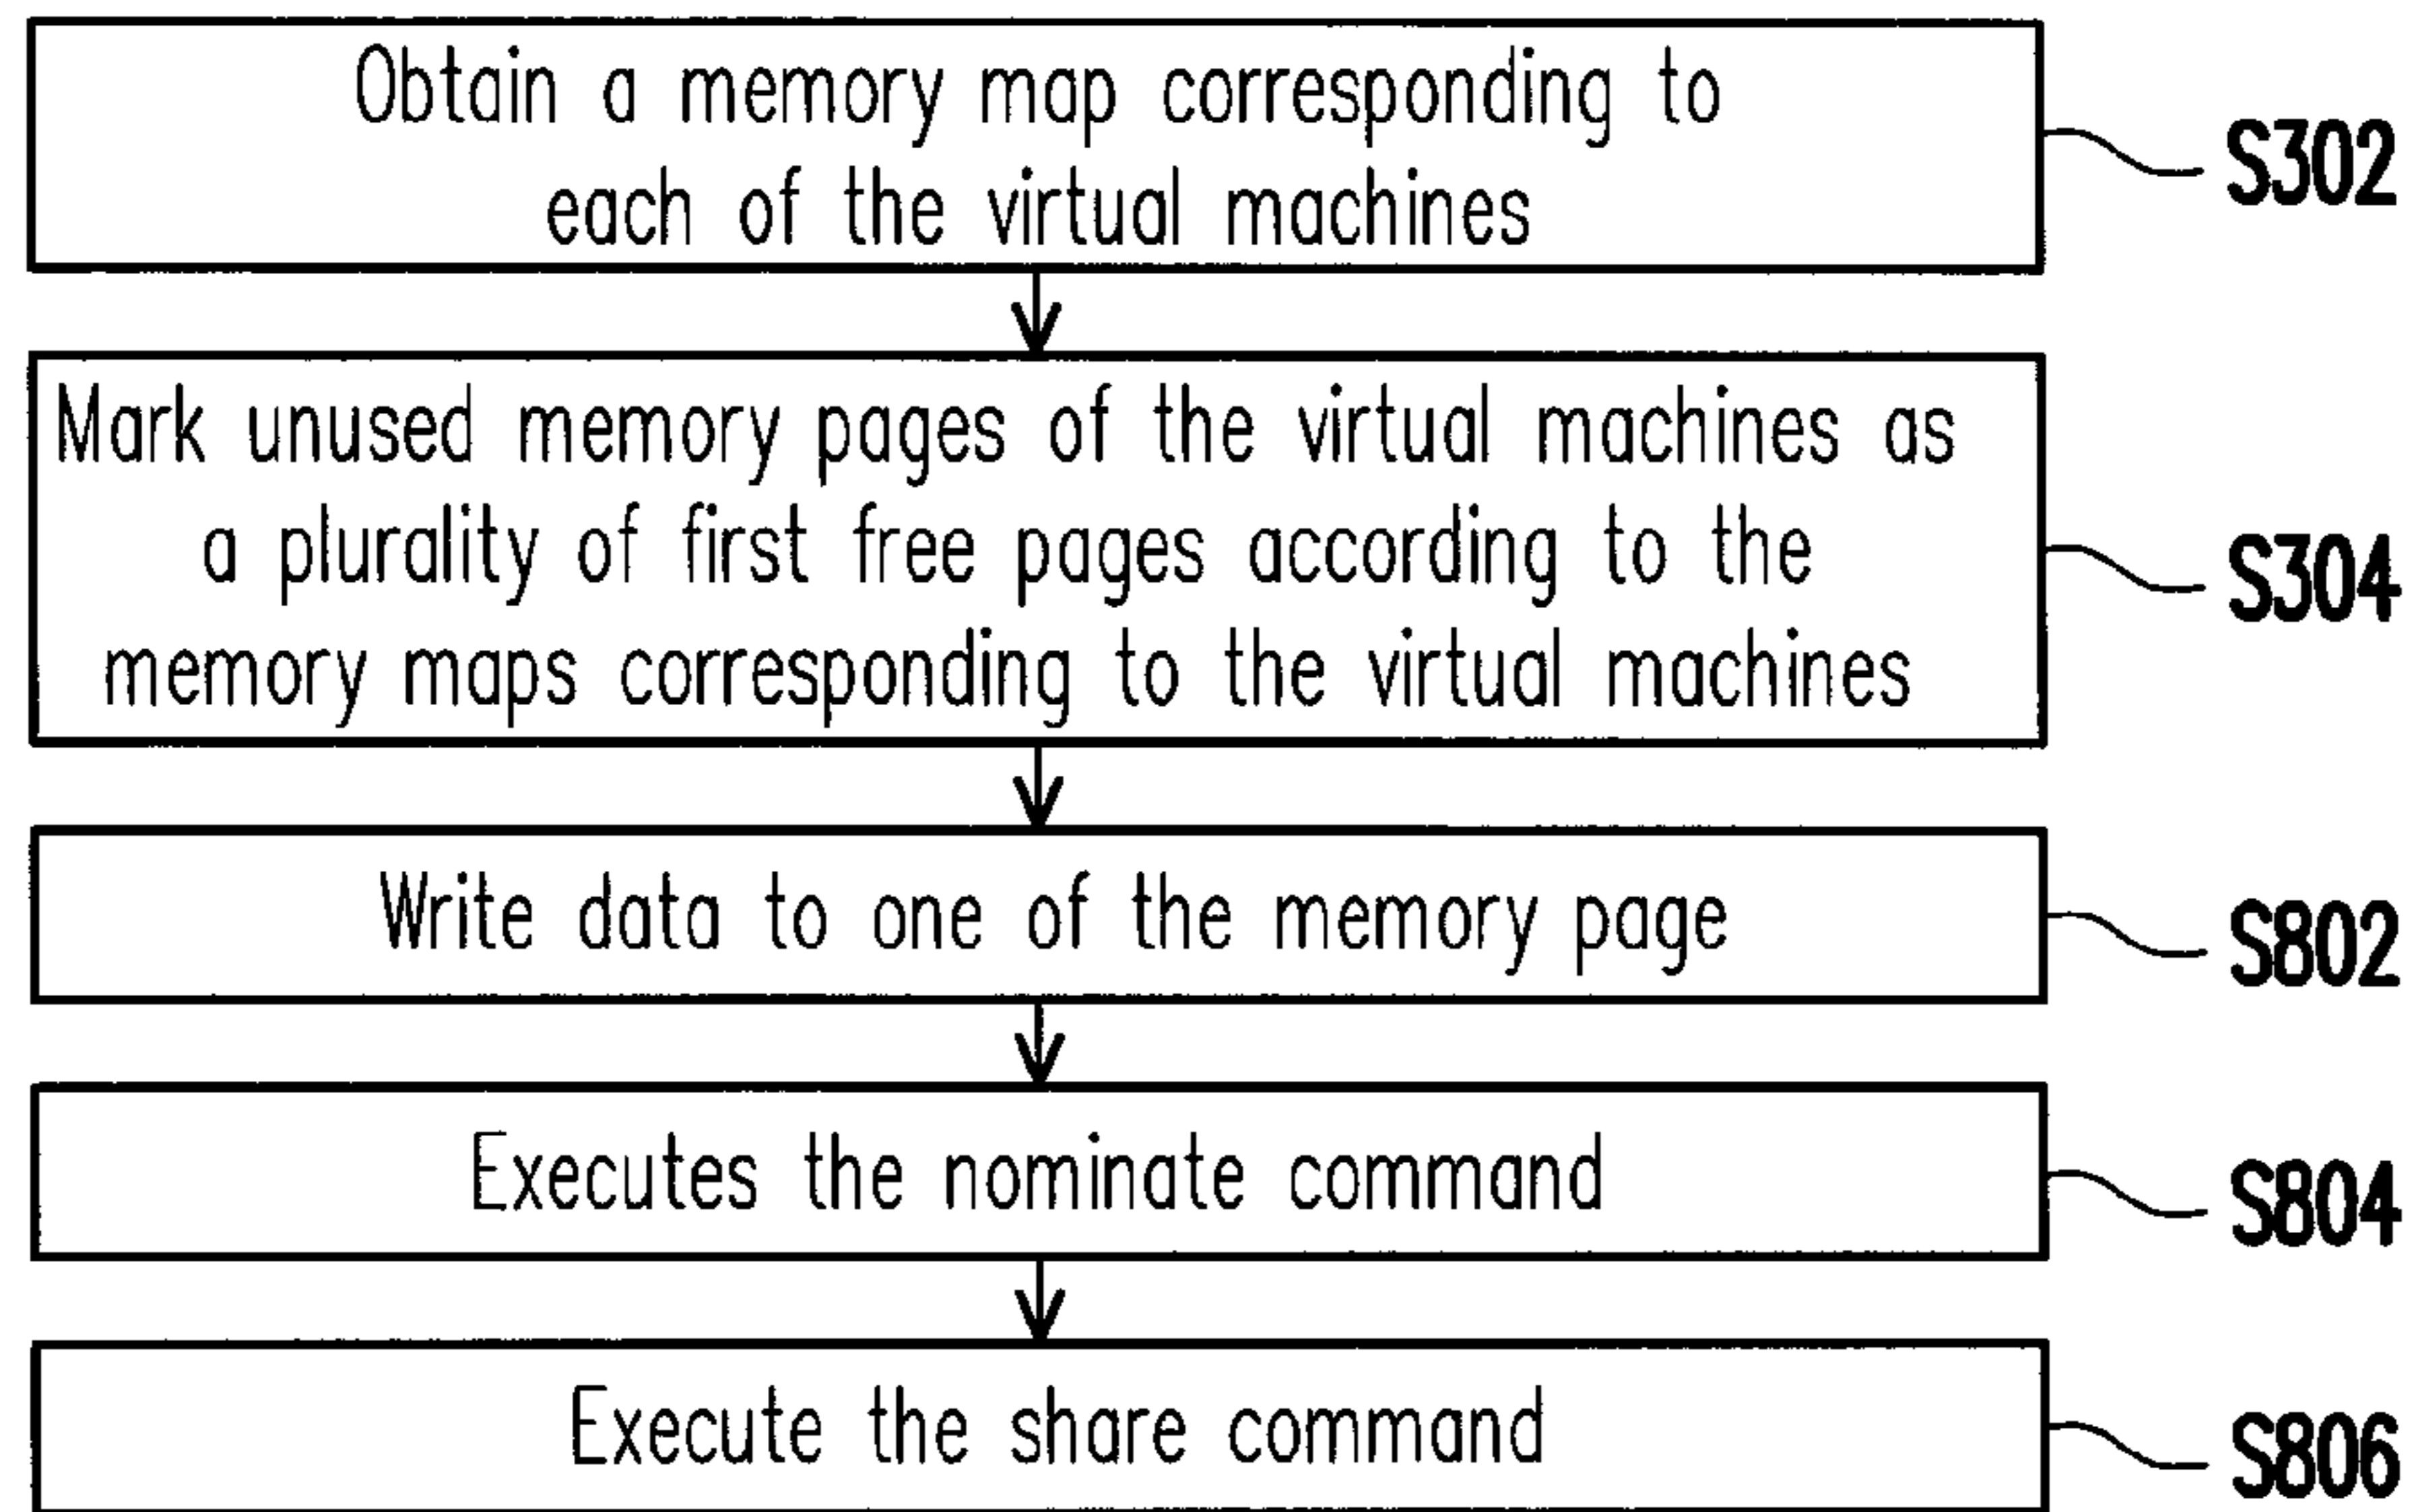 Obtain a memory map corresponding to
each of the virtual machines
S302
Mark unused memory pages of the virtual machines as
a plurality of first free pages according to the
memory maps corresponding to the virtual machines
S304
Write data to one of the memory page
S802
Executes the nominate command
S804
Execute the share command
S806